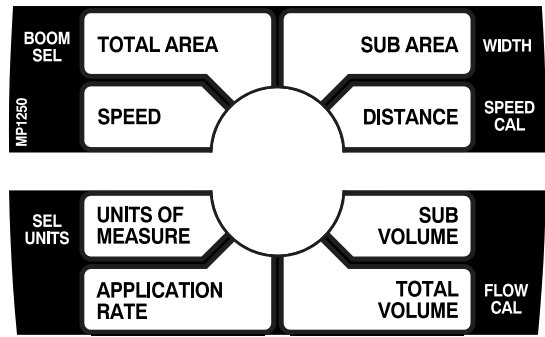 BOOM
SEL
TOTAL AREA
SUB AREA
WIDTH
MP1250
SPEED
DISTANCE
SPEED
CAL
SEL
UNITS
UNITS OF
MEASURE
SUB
VOLUME
APPLICATION
RATE
TOTAL
VOLUME
FLOW
CAL